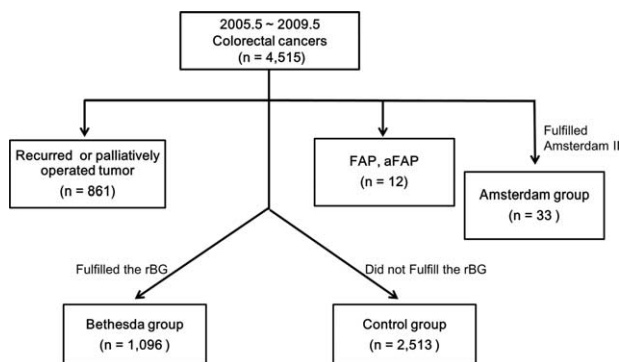 2005.5 ~ 2009.5
Colorectal cancers
(n = 4,515)
Recurred or palliatively
operated tumor
(n = 861)
FAP, aFAP
(n = 12)
Fulfilled
Amsterdam II
Amsterdam group
(n = 33 )
Fulfilled the rBG
Did not Fulfill the rBG
Bethesda group
(n = 1,096)
Control group
(n = 2,513)